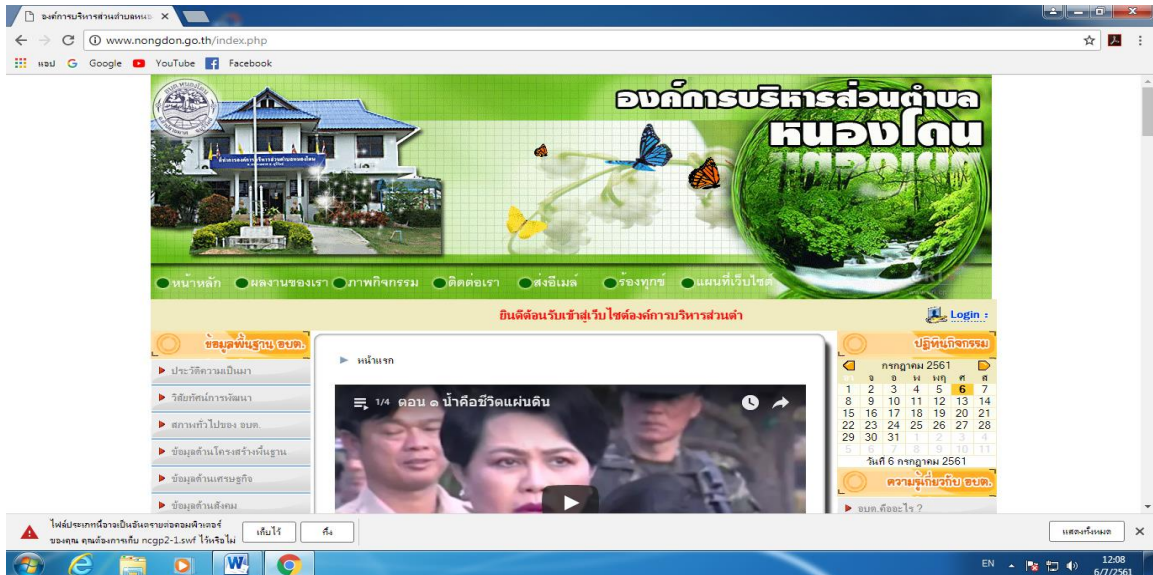 องค์การบริหารส่วนตำบลหนอ
www.nongdon.go.th/index.php
แอป Google YouTube Facebook
องค์การบริหารส่วนตำบล
หนองโดน
หน้าหลัก ผลงานของเรา ภาพกิจกรรม ติดต่อเรา ส่งอีเมล์ ร้องทุกข์ แผนที่เว็บไซต์
ยินดีต้อนรับเข้าสู่เว็บไซต์องค์การบริหารส่วนตำ
Login :
ข้อมูลพื้นฐาน อบต.
ประวัติความเป็นมา
วิสัยทัศน์การพัฒนา
สภาพทั่วไปของ อบต.
ข้อมูลด้านโครงสร้างพื้นฐาน
ข้อมูลด้านเศรษฐกิจ
ข้อมูลด้านสังคม
หน้าแรก
1/4 ตอน ๑ น้ำคือชีวิตแผ่นดิน
ปฏิทินกิจกรรม
กรกฎาคม 2561
อา จ อ พ พฤ ศ ส
1 2 3 4 5 6 7
8 9 10 11 12 13 14
15 16 17 18 19 20 21
22 23 24 25 26 27 28
29 30 31 1 2 3 4
5 6 7 8 9 10 11
วันที่ 6 กรกฎาคม 2561
ความรู้เกี่ยวกับ อบต.
อบต.คืออะไร ?
ไฟล์ประเภทนี้อาจเป็นอันตรายต่อคอมพิวเตอร์
ของคุณ คุณต้องการเก็บ ncgp2-1.swf ไว้หรือไม่
เก็บไว้ ทิ้ง
แสดงทั้งหมด
EN
12:08
6/7/2561